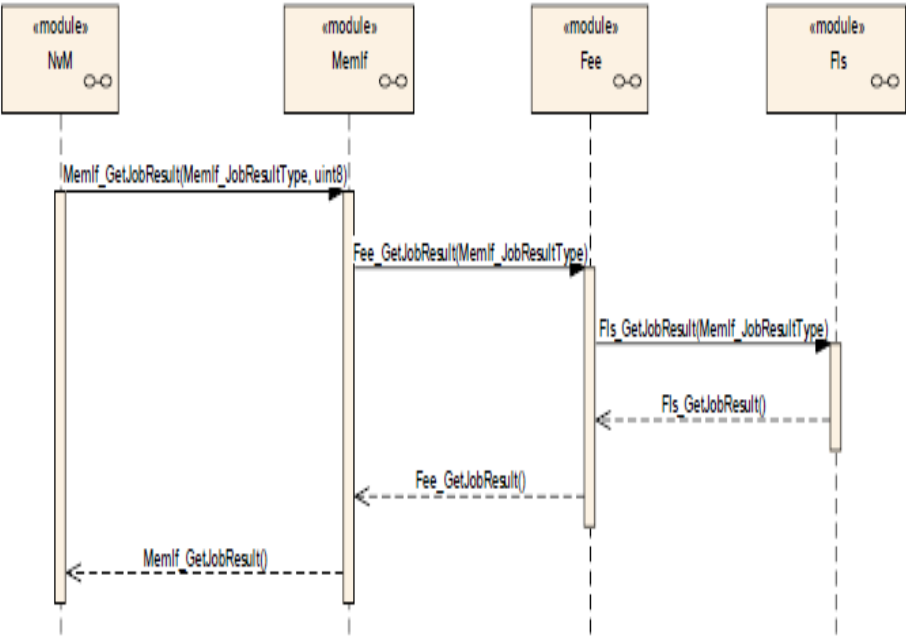 «module»
NvM
«module»
MemIf
«module»
Fee
«module»
Fls
MemIf_GetJobResult(MemIf_JobResultType, uint8)
Fee_GetJobResult(MemIf_JobResultType)
Fls_GetJobResult(MemIf_JobResultType)
Fls_GetJobResult()
Fee_GetJobResult()
MemIf_GetJobResult()